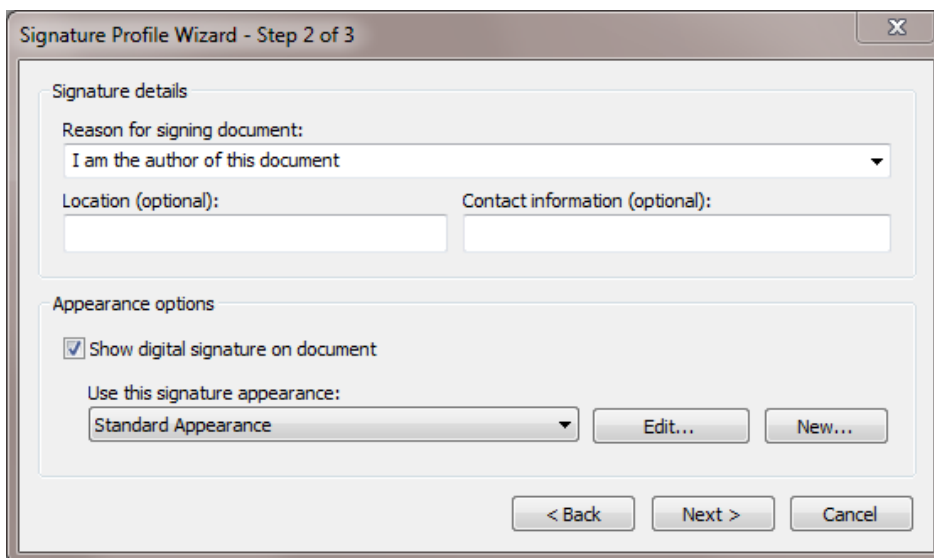 Signature Profile Wizard - Step 2 of 3
Signature details
Reason for signing document:
I am the author of this document
Location (optional): Contact information (optional):
Appearance options
Show digital signature on document
Use this signature appearance:
Standard Appearance Edit... New...
< Back Next > Cancel